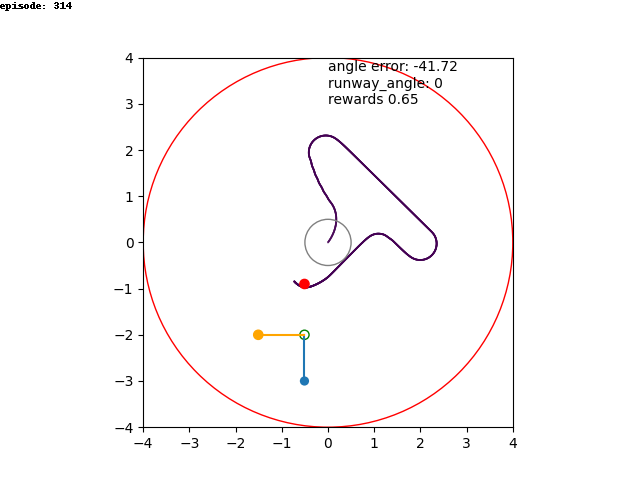 episode: 314
angle error: -41.72
runway_angle: 0
rewards 0.65
4
3
2
1
0
−1
−2
−3
−4
−4 −3 −2 −1 0 1 2 3 4